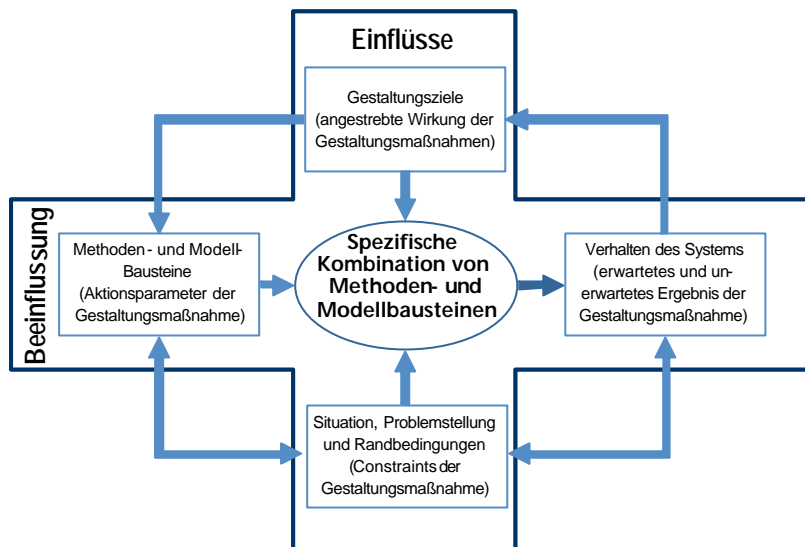 Einflüsse
Gestaltungsziele
(angestrebte Wirkung der
Gestaltungsmaßnahmen)
Beeinflussung
Methoden- und Modell-
Bausteine
(Aktionsparameter der
Gestaltungsmaßnahme)
Spezifische
Kombination von
Methoden- und
Modellbausteinen
Verhalten des Systems
(erwartetes und un-
erwartetes Ergebnis der
Gestaltungsmaßnahme)
Situation, Problemstellung
und Randbedingungen
(Constraints der
Gestaltungsmaßnahme)